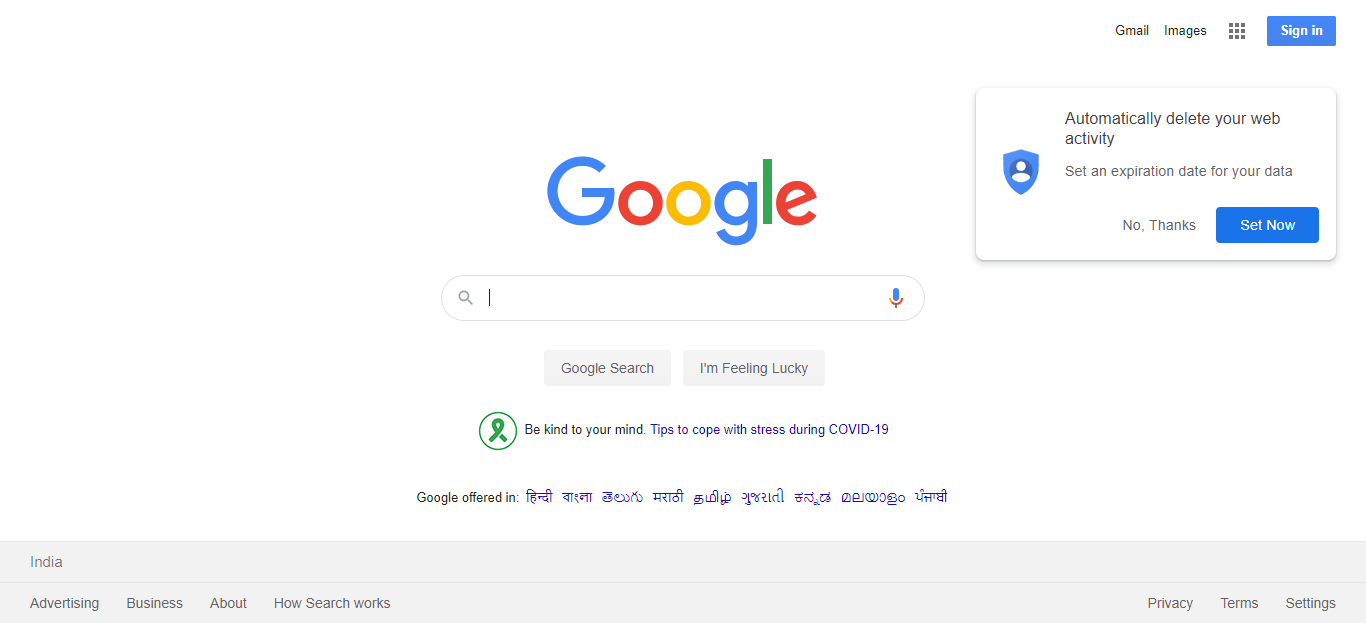 Gmail Images Sign in
Automatically delete your web
activity
Set an expiration date for your data
No, Thanks Set Now
Google
Google Search I'm Feeling Lucky
Be kind to your mind. Tips to cope with stress during COVID-19
Google offered in: हिन्दी বাংলা తెలుగు मराठी தமிழ் ગુજરાતી ಕನ್ನಡ മലയാളം ਪੰਜਾਬੀ
India
Advertising Business About How Search works Privacy Terms Settings